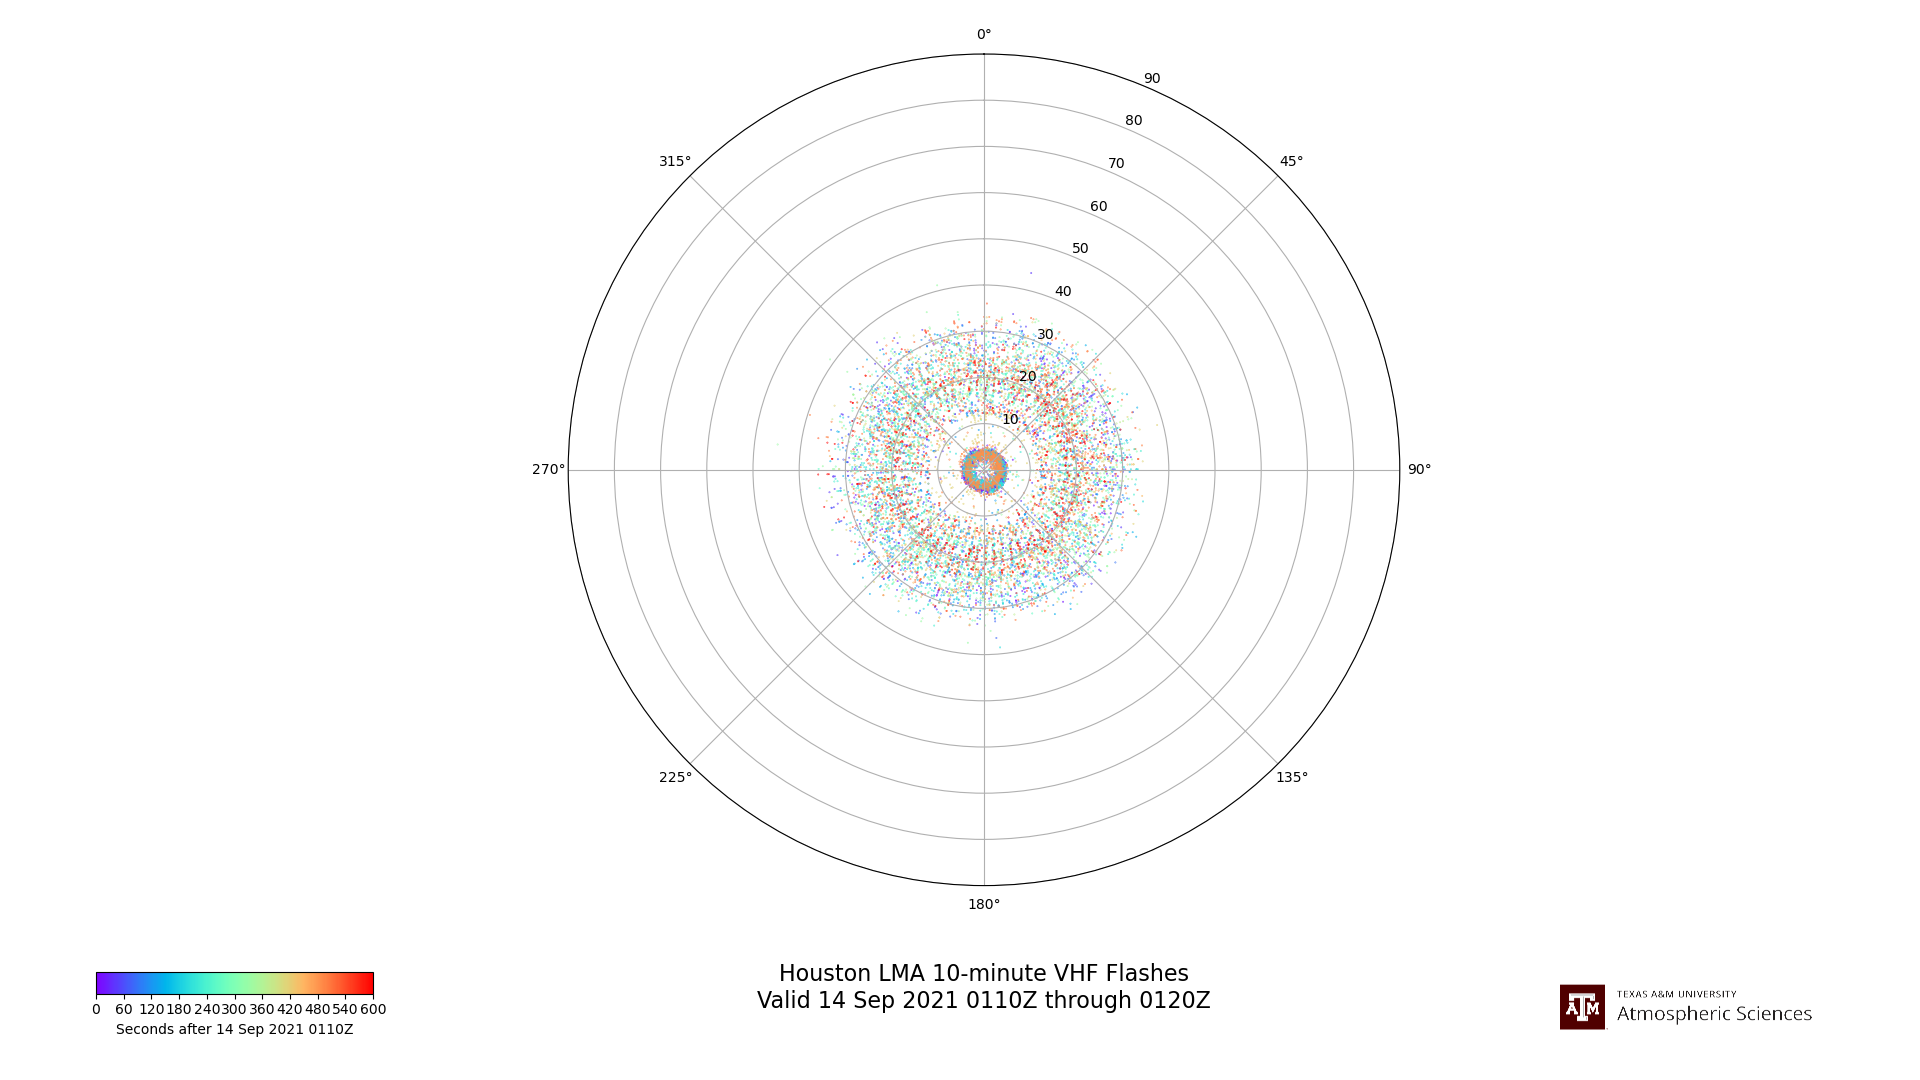 0°
90
80
315°
45°
70
60
50
40
30
20
10
270°
90°
225°
135°
180°
Houston LMA 10-minute VHF Flashes
Valid 14 Sep 2021 0110Z through 0120Z
0 60 120 180 240 300 360 420 480 540 600
Seconds after 14 Sep 2021 0110Z
ATM
TEXAS A&M UNIVERSITY
Atmospheric Sciences